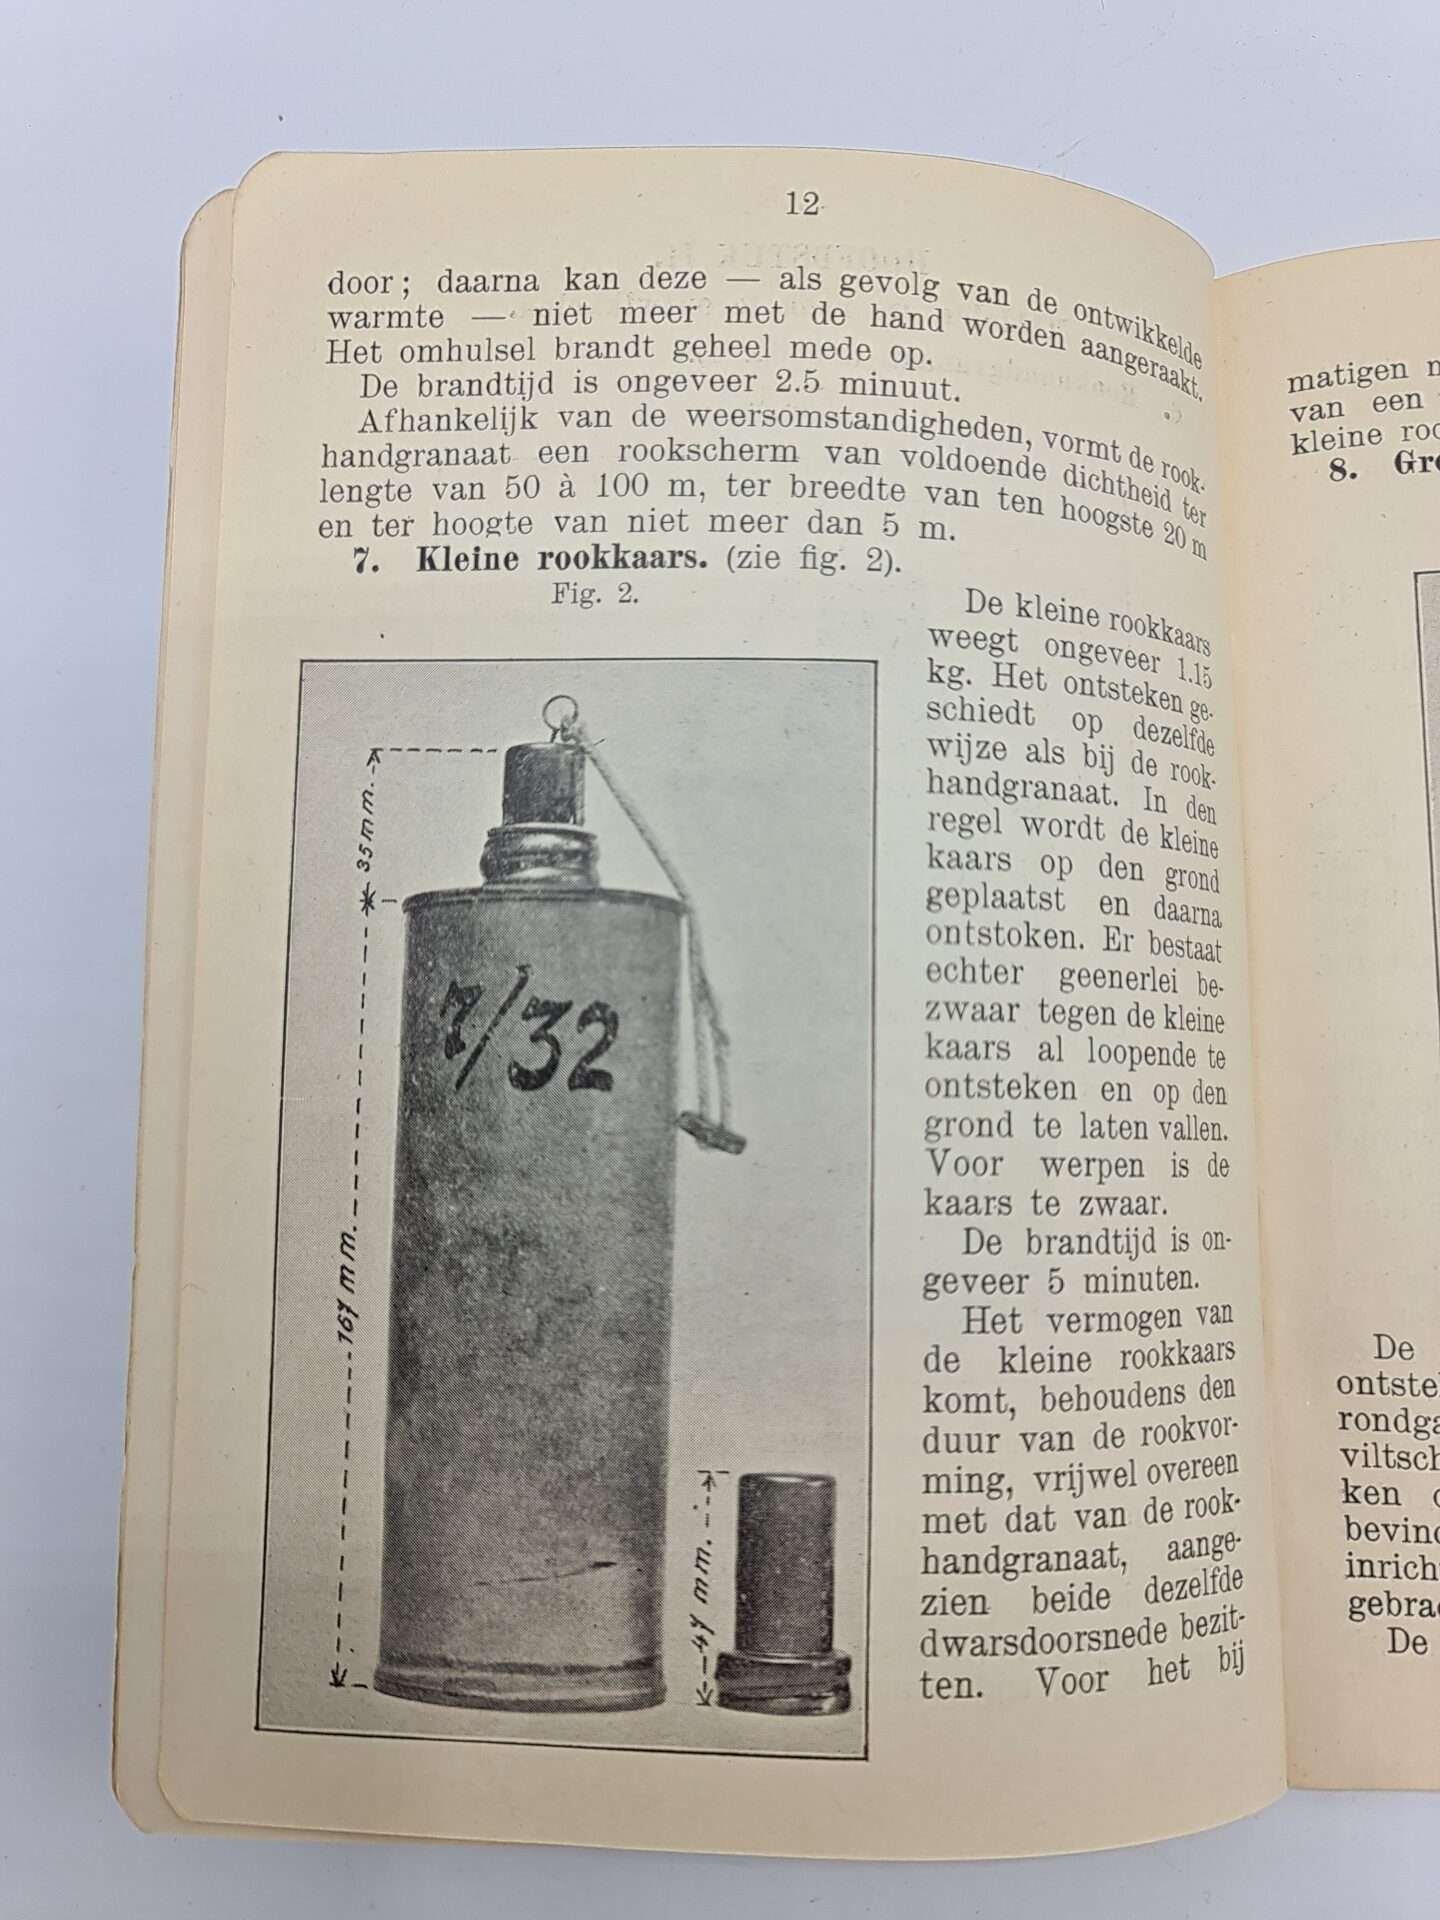 12
door; daarna kan deze — als gevolg van de ontwikkelde
warmte — niet meer met de hand worden aangeraakt.
Het omhulsel brandt geheel mede op.
De brandtijd is ongeveer 2.5 minuut.
Afhankelijk van de weersomstandigheden, vormt de rook-
handgranaat een rookscherm van voldoende dichtheid ter
lengte van 50 à 100 m, ter breedte van ten hoogste 20 m
en ter hoogte van niet meer dan 5 m.
7. Kleine rookkaars. (zie fig. 2).
Fig. 2.
35 mm.
167 mm.
7/32
47 mm.
De kleine rookkaars
weegt ongeveer 1.15
kg. Het ontsteken ge-
schiedt op dezelfde
wijze als bij de rook-
handgranaat. In den
regel wordt de kleine
kaars op den grond
geplaatst en daarna
ontstoken. Er bestaat
echter geenerlei be-
zwaar tegen de kleine
kaars al loopende te
ontsteken en op den
grond te laten vallen.
Voor werpen is de
kaars te zwaar.
De brandtijd is on-
geveer 5 minuten.
Het vermogen van
de kleine rookkaars
komt, behoudens den
duur van de rookvor-
ming, vrijwel overeen
met dat van de rook-
handgranaat, aange-
zien beide dezelfde
dwarsdoorsnede bezit-
ten. Voor het bij
matigen
van een
kleine
8.
De
De